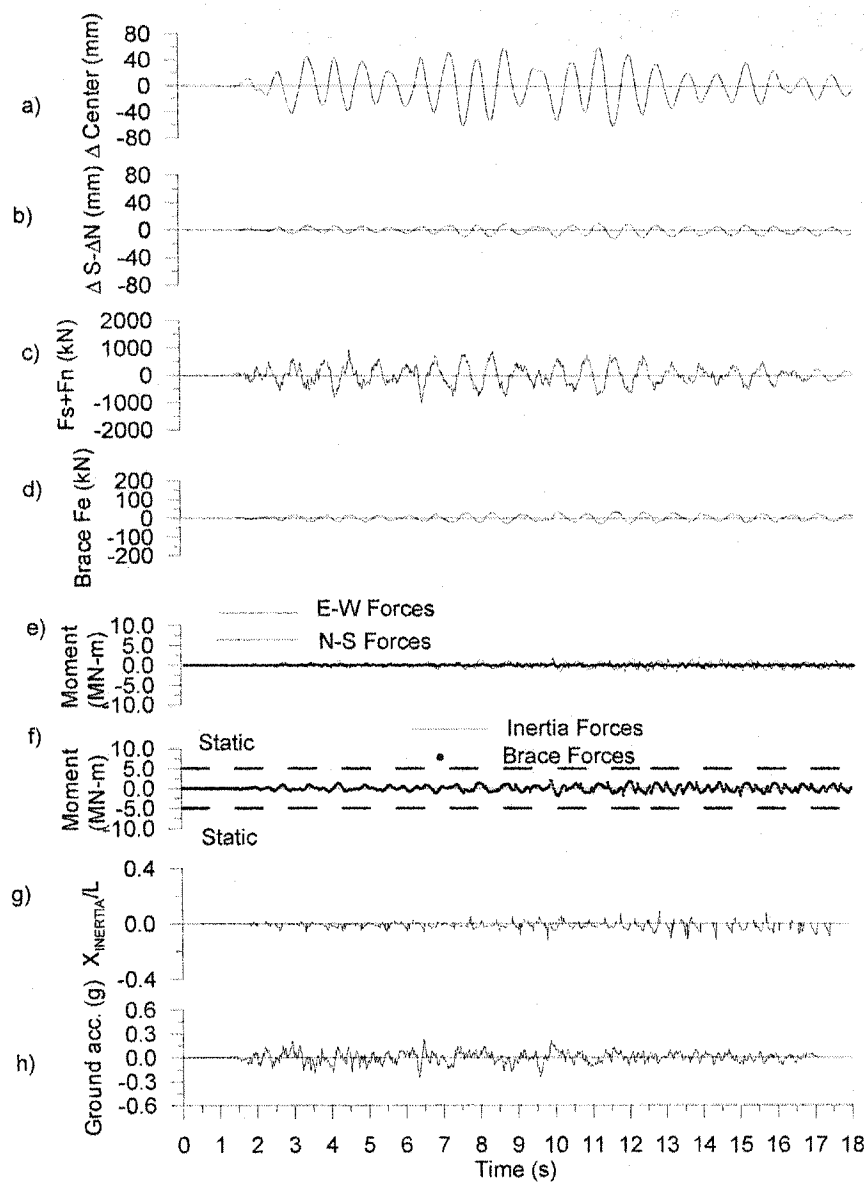 a)
Δ Center (mm)
80
40
0
-40
-80
b)
Δ S-ΔN (mm)
80
40
0
-40
-80
c)
Fs+Fn (kN)
2000
1000
0
-1000
-2000
d)
Brace Fe (kN)
200
100
0
-100
-200
e)
Moment
(MN-m)
10.0
5.0
0.0
-5.0
-10.0
E-W Forces
N-S Forces
f)
Moment
(MN-m)
10.0
5.0
0.0
-5.0
-10.0
Static
Inertia Forces
Brace Forces
Static
g)
X_INERTIA/L
0.4
0.0
-0.4
h)
Ground acc. (g)
0.6
0.3
0.0
-0.3
-0.6
0 1 2 3 4 5 6 7 8 9 10 11 12 13 14 15 16 17 18
Time (s)